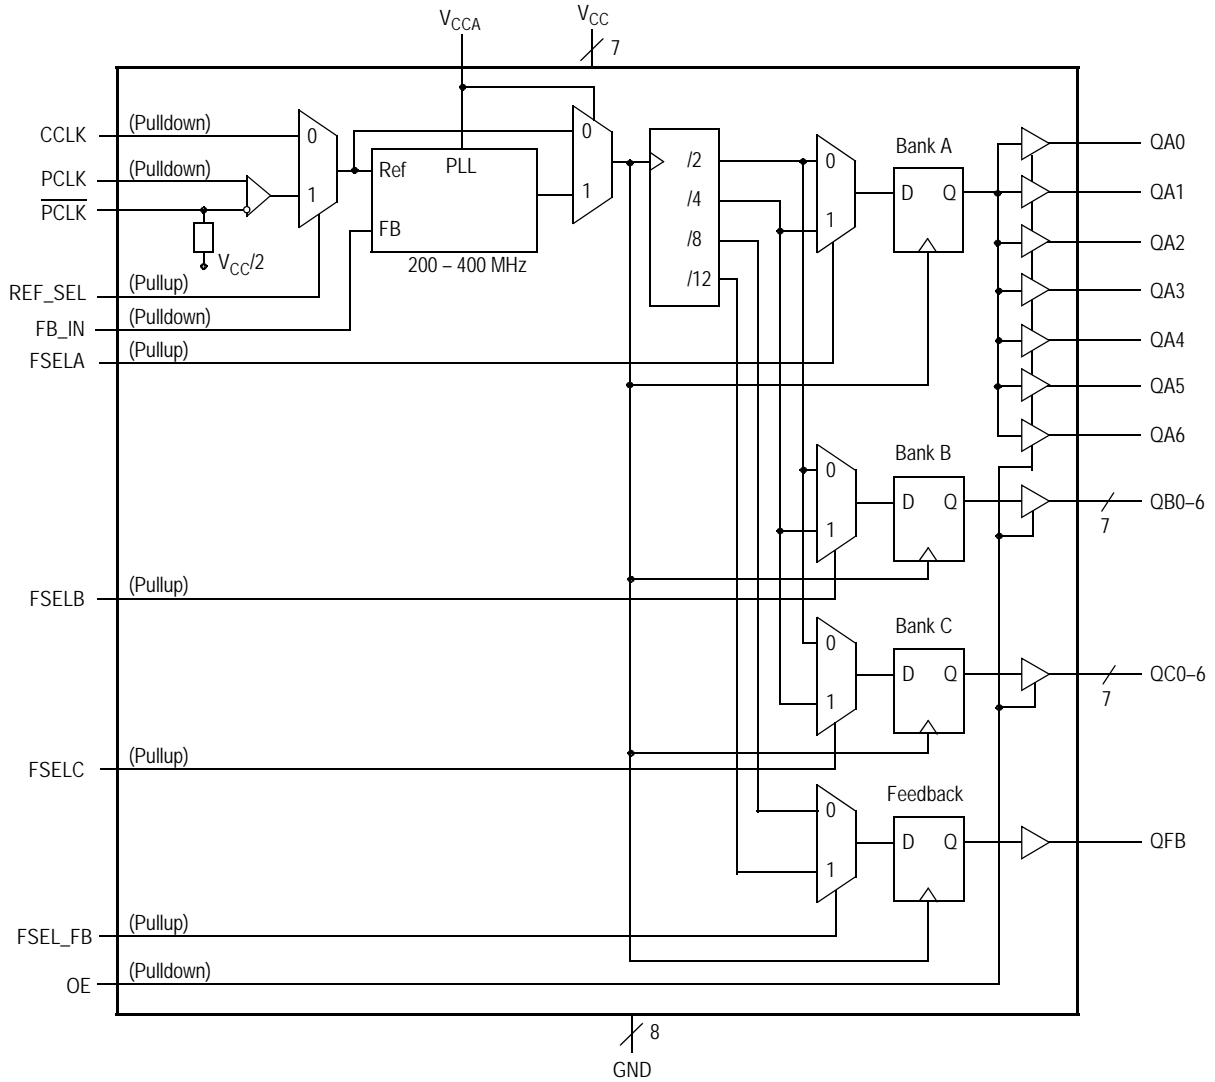 V_CCA
V_CC
7
CCLK
(Pulldown)
0
PCLK
(Pulldown)
1
PCLK
V_CC/2
Ref
PLL
FB
200 – 400 MHz
0
1
/2
/4
/8
/12
0
1
Bank A
D Q
QA0
QA1
QA2
QA3
QA4
QA5
QA6
REF_SEL
(Pullup)
FB_IN
(Pulldown)
FSELA
(Pullup)
Bank B
0
1
D Q
QB0–6
7
FSELB
(Pullup)
Bank C
0
1
D Q
QC0–6
7
FSELC
(Pullup)
Feedback
0
1
D Q
QFB
FSEL_FB
(Pullup)
OE
(Pulldown)
8
GND